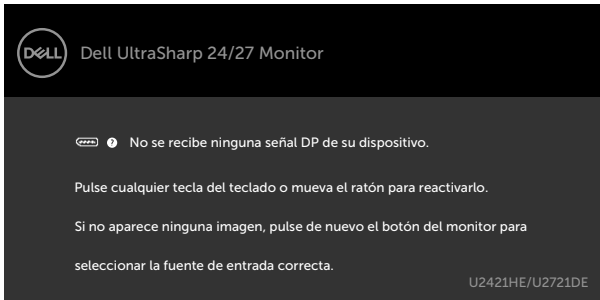 DELL Dell UltraSharp 24/27 Monitor
? No se recibe ninguna señal DP de su dispositivo.
Pulse cualquier tecla del teclado o mueva el ratón para reactivarlo.
Si no aparece ninguna imagen, pulse de nuevo el botón del monitor para
seleccionar la fuente de entrada correcta.
U2421HE/U2721DE